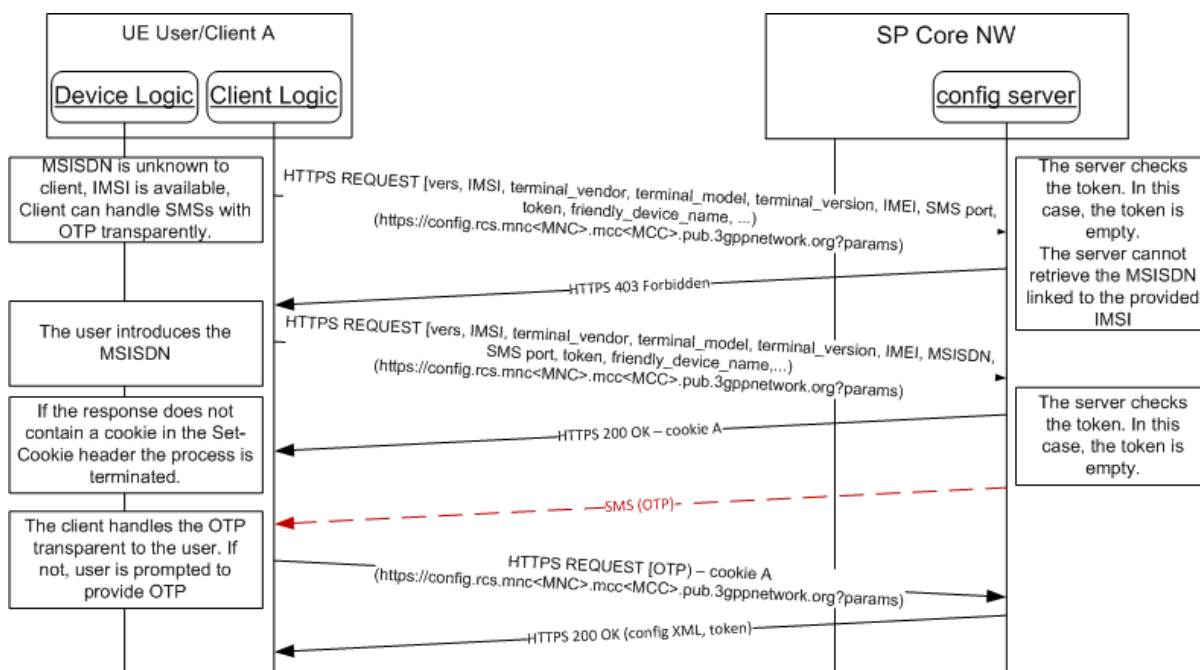 UE User/Client A
SP Core NW
Device Logic
Client Logic
config server
MSISDN is unknown to
client, IMSI is available,
Client can handle SMSs with
OTP transparently.
HTTPS REQUEST [vers, IMSI, terminal_vendor, terminal_model, terminal_version, IMEI, SMS port,
token, friendly_device_name, ...)
(https://config.rcs.mnc<MNC>.mcc<MCC>.pub.3gppnetwork.org?params)
The server checks
the token. In this
case, the token is
empty.
The server cannot
retrieve the MSISDN
linked to the provided
IMSI
HTTPS 403 Forbidden
The user introduces the
MSISDN
HTTPS REQUEST [vers, IMSI, terminal_vendor, terminal_model, terminal_version, IMEI, MSISDN,
SMS port, token, friendly_device_name,...)
(https://config.rcs.mnc<MNC>.mcc<MCC>.pub.3gppnetwork.org?params)
If the response does not
contain a cookie in the Set-
Cookie header the process is
terminated.
HTTPS 200 OK – cookie A
The server checks
the token. In this
case, the token is
empty.
SMS (OTP)
The client handles the OTP
transparent to the user. If
not, user is prompted to
provide OTP
HTTPS REQUEST [OTP) – cookie A
(https://config.rcs.mnc<MNC>.mcc<MCC>.pub.3gppnetwork.org?params)
HTTPS 200 OK (config XML, token)